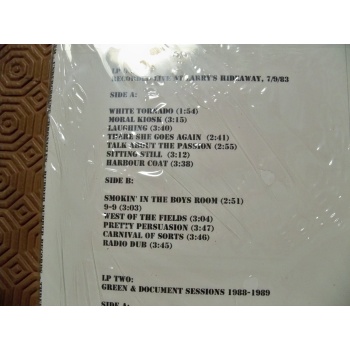 LP
RECORDED LIVE AT LARRY'S HIDEAWAY, 7/9/83
SIDE A:
WHITE TORNADO (1:54)
MORAL KIOSK (3:15)
LAUGHING (3:40)
THERE SHE GOES AGAIN (2:41)
TALK ABOUT THE PASSION (2:55)
SITTING STILL (3:12)
HARBOUR COAT (3:38)
SIDE B:
SMOKIN' IN THE BOYS ROOM (2:51)
9-9 (3:03)
WEST OF THE FIELDS (3:04)
PRETTY PERSUASION (3:47)
CARNIVAL OF SORTS (3:46)
RADIO DUB (3:45)
LP TWO:
GREEN & DOCUMENT SESSIONS 1988-1989
SIDE A: